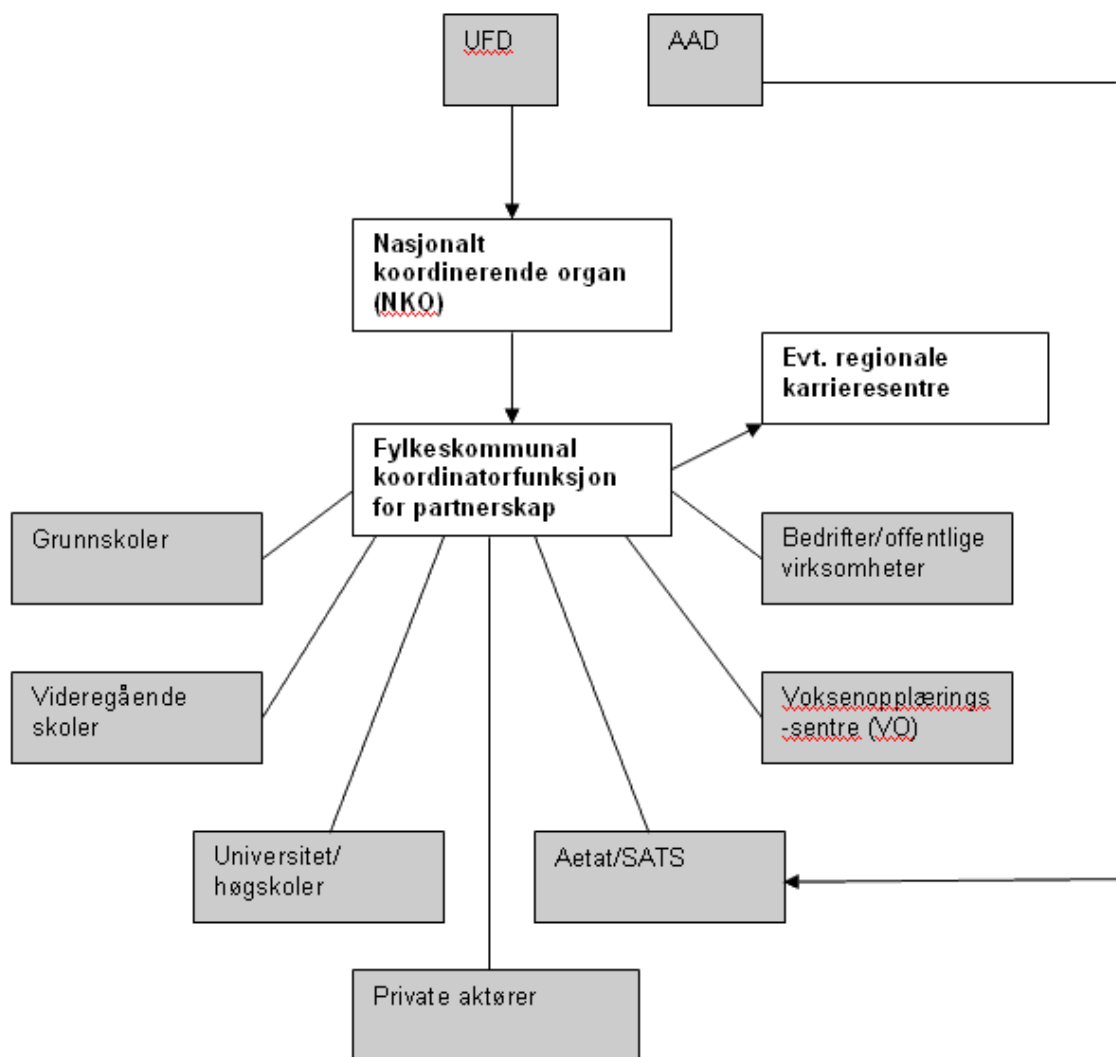 UFD
AAD
Nasjonalt
koordinerende organ
(NKO)
Evt. regionale
karrieresentre
Fylkeskommunal
koordinatorfunksjon
for partnerskap
Grunnskoler
Bedrifter/offentlige
virksomheter
Videregående
skoler
Voksenopplærings
-sentre (VO)
Universitet/
høgskoler
Aetat/SATS
Private aktører